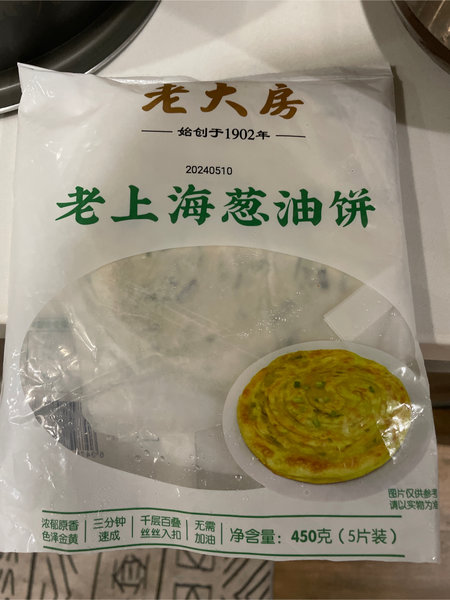 老大房
始创于1902年
20240510
老上海葱油饼
图片仅供参考
请以实物为
浓郁原香 三分钟 千层百叠 无需
色泽金黄 速成 丝丝入扣 加油
净含量: 450克 (5片装)